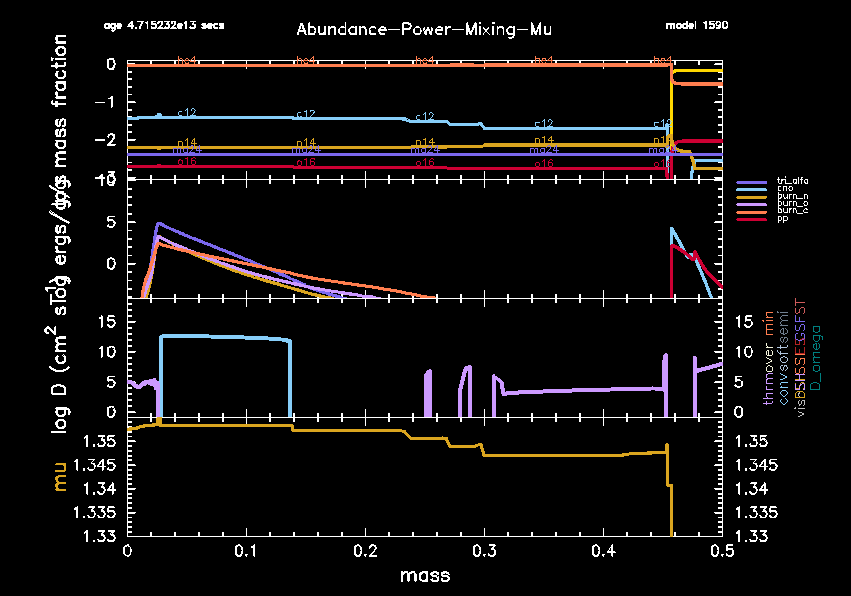 age 4.715232e13 secs
Abundance-Power-Mixing-Mu
model 1590
mass fraction
0
-1
-2
he4 he4 he4 he4 he4
c12 c12 c12 c12 c12
n14 n14 n14 n14 n14
mg24 mg24 mg24 mg24 mg24
o16 o16 o16 o16
10
5
0
ergs/g/s
tri_alfa
cno
burn_n
burn_o
burn_c
pp
log D (cm² s
15
10
5
0
15
10
5
0
thrm over min
conv soft semi
D_omega
mu
1.35
1.345
1.34
1.335
1.33
1.35
1.345
1.34
1.335
1.33
0 0.1 0.2 0.3 0.4 0.5
mass